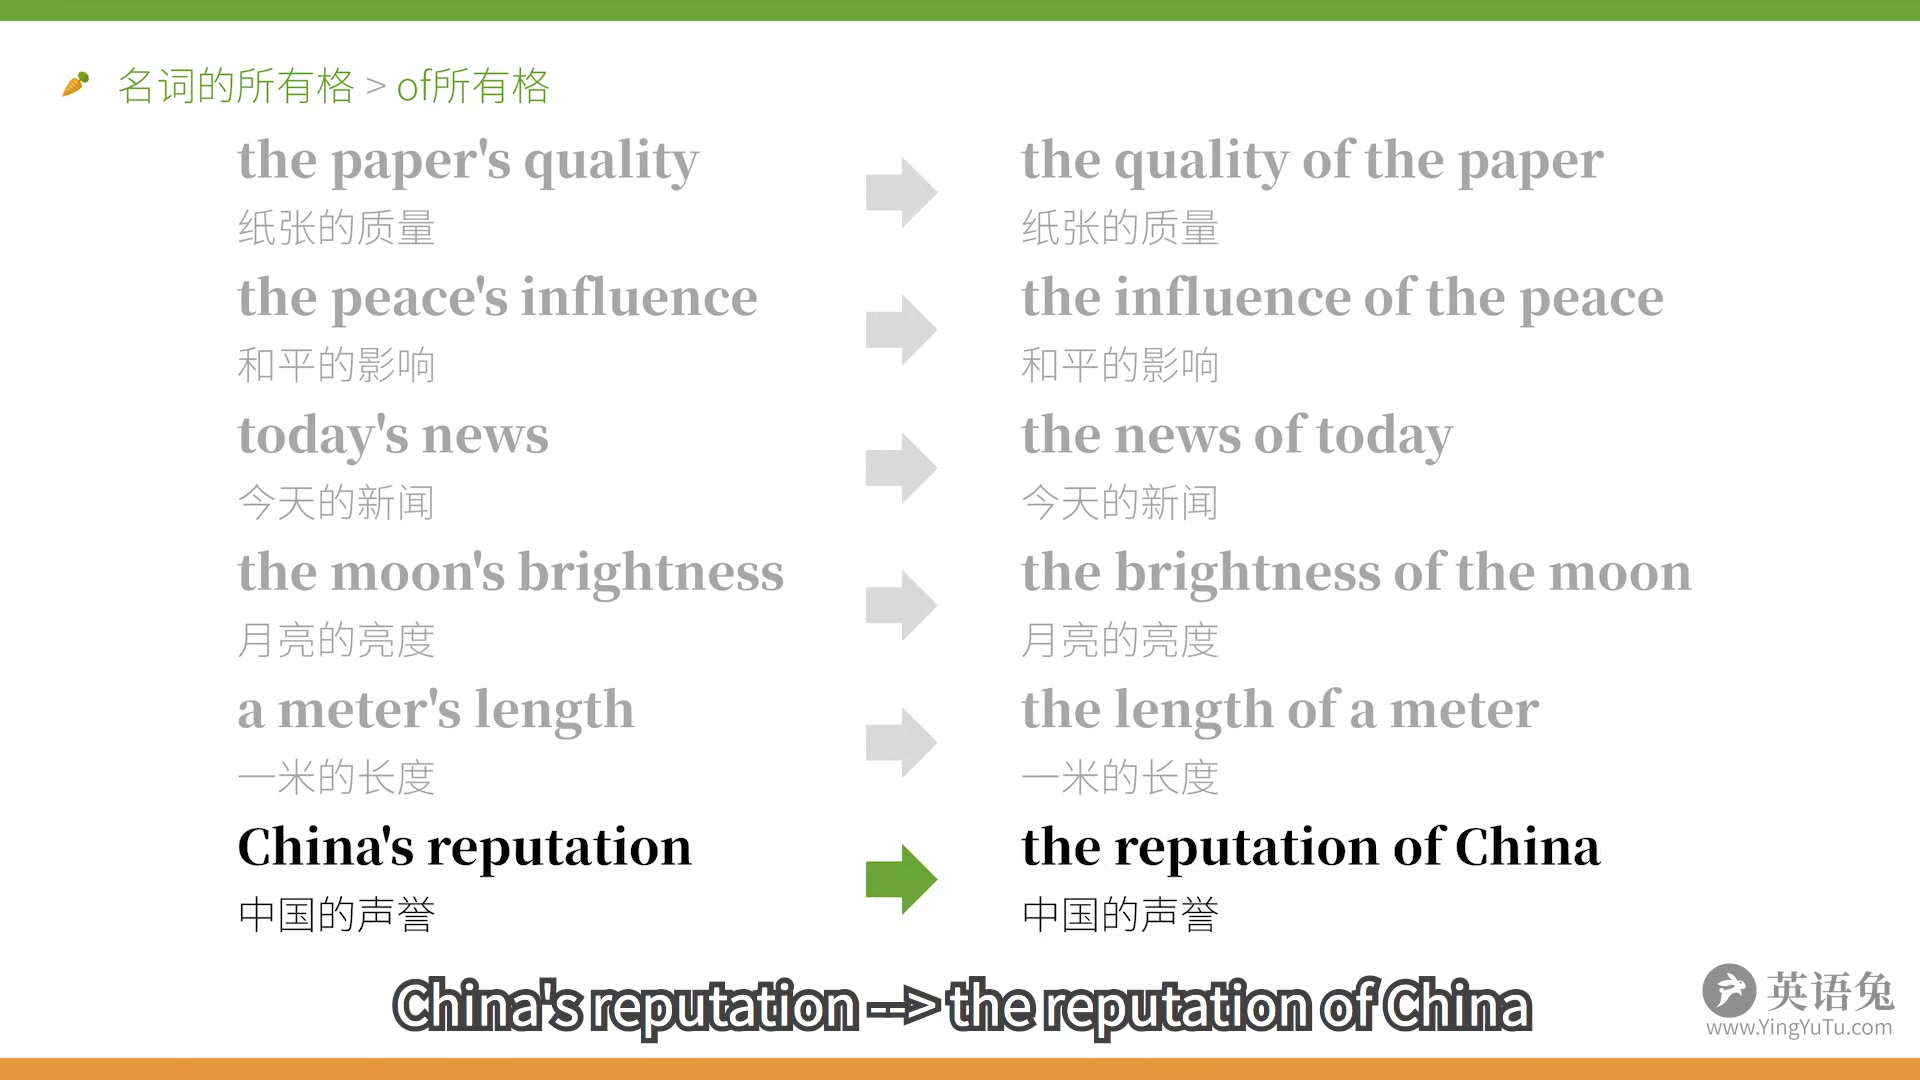 名词的所有格 > of所有格
the paper's quality
the quality of the paper
纸张的质量
纸张的质量
the peace's influence
the influence of the peace
和平的影响
和平的影响
today's news
the news of today
今天的新闻
今天的新闻
the moon's brightness
the brightness of the moon
月亮的亮度
月亮的亮度
a meter's length
the length of a meter
一米的长度
一米的长度
China's reputation
the reputation of China
中国的声誉
中国的声誉
China's reputation --> the reputation of China
英语兔
www.YingYuTu.com